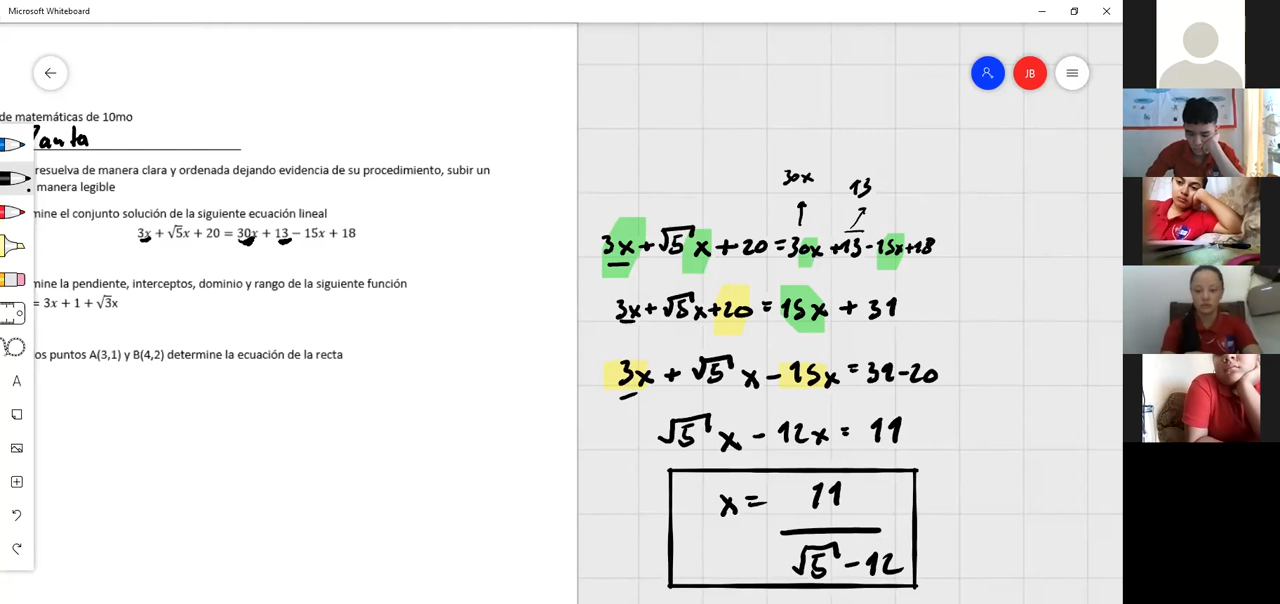 Microsoft Whiteboard
JB
de matemáticas de 10mo
resuelva de manera clara y ordenada dejando evidencia de su procedimiento, subir un
manera legible
mine el conjunto solución de la siguiente ecuación lineal
3x + √5x + 20 = 30x + 13 − 15x + 18
mine la pendiente, interceptos, dominio y rango de la siguiente función
= 3x + 1 + √3x
os puntos A(3,1) y B(4,2) determine la ecuación de la recta
A
30x 13
3x + √5 x + 20 = 30x + 13 - 15x + 18
3x + √5 x + 20 = 15x + 31
3x + √5 x - 15x = 31 - 20
√5 x - 12x = 11
x = 11
√5 - 12